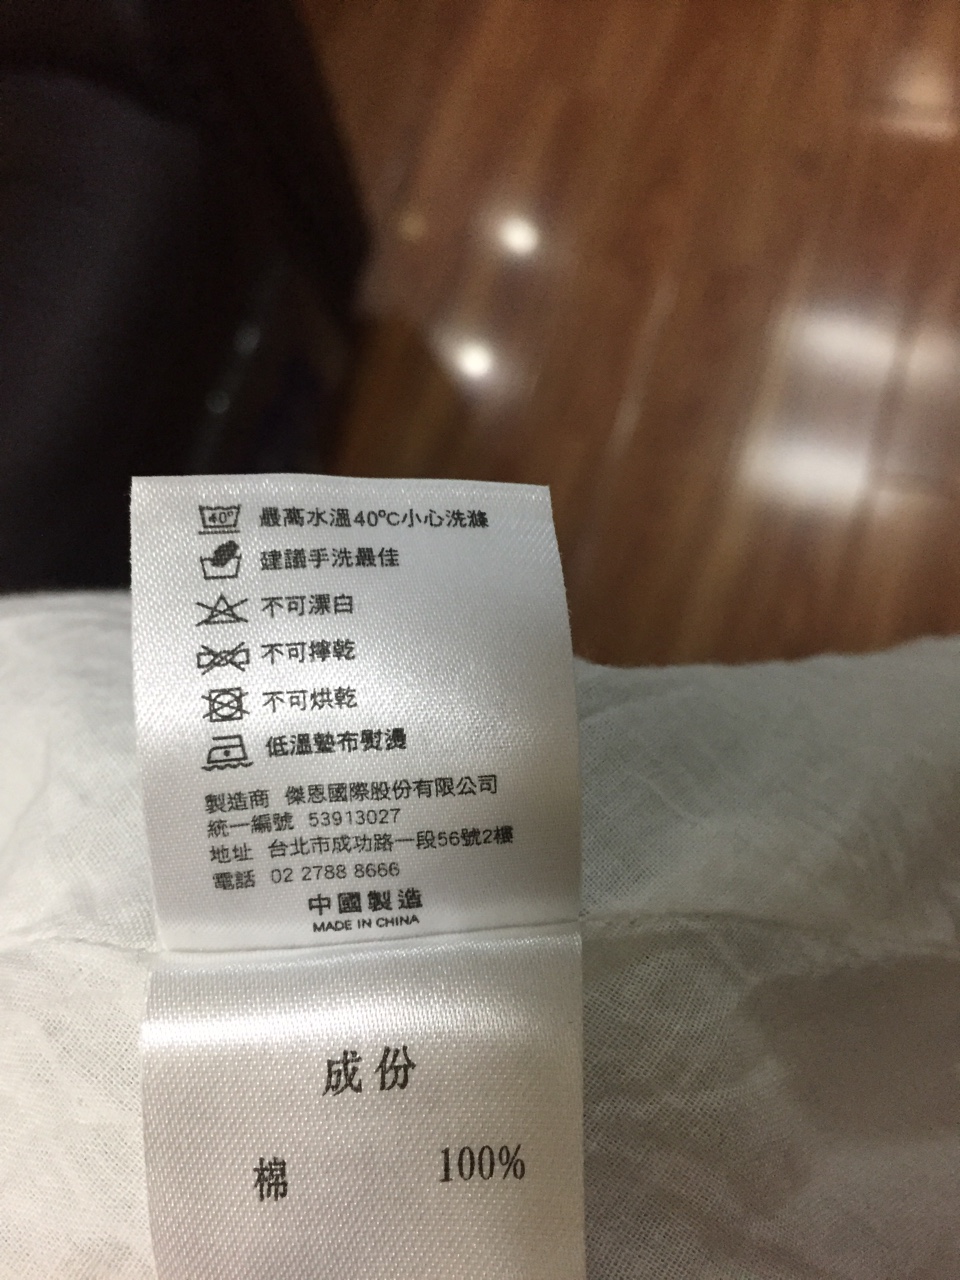 40°
最高水溫40°C小心洗滌
建議手洗最佳
不可漂白
不可擰乾
不可烘乾
低溫墊布熨燙
製造商 傑恩國際股份有限公司
統一編號 53913027
地址 台北市成功路一段56號2樓
電話 02 2788 8666
中國製造
MADE IN CHINA
成份
棉 100%